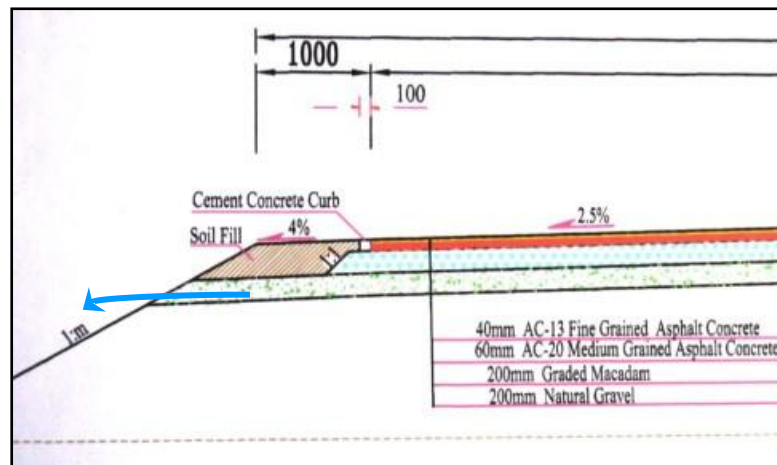 1000
100
Cement Concrete Curb
4%
2.5%
Soil Fill
1:1
1:m
40mm AC-13 Fine Grained Asphalt Concrete
60mm AC-20 Medium Grained Asphalt Concrete
200mm Graded Macadam
200mm Natural Gravel